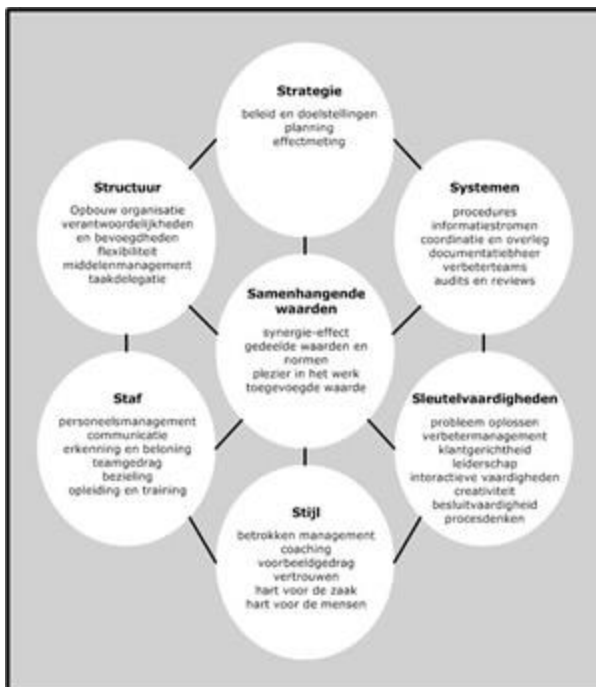 Strategie
beleid en doelstellingen
planning
effectmeting
Structuur
Opbouw organisatie
verantwoordelijkheden
en bevoegdheden
flexibiliteit
middelenmanagement
taakdelegatie
Systemen
procedures
informatiestromen
coordinatie en overleg
documentatiebheer
verbeterteams
audits en reviews
Samenhangende
waarden
synergie-effect
gedeelde waarden en
normen
plezier in het werk
toegevoegde waarde
Staf
personeelsmanagement
communicatie
erkenning en beloning
teamgedrag
bezieling
opleiding en training
Sleutelvaardigheden
probleem oplossen
verbetermanagement
klantgerichtheid
leiderschap
interactieve vaardigheden
creativiteit
besluitvaardigheid
procesdenken
Stijl
betrokken management
coaching
voorbeeldgedrag
vertrouwen
hart voor de zaak
hart voor de mensen